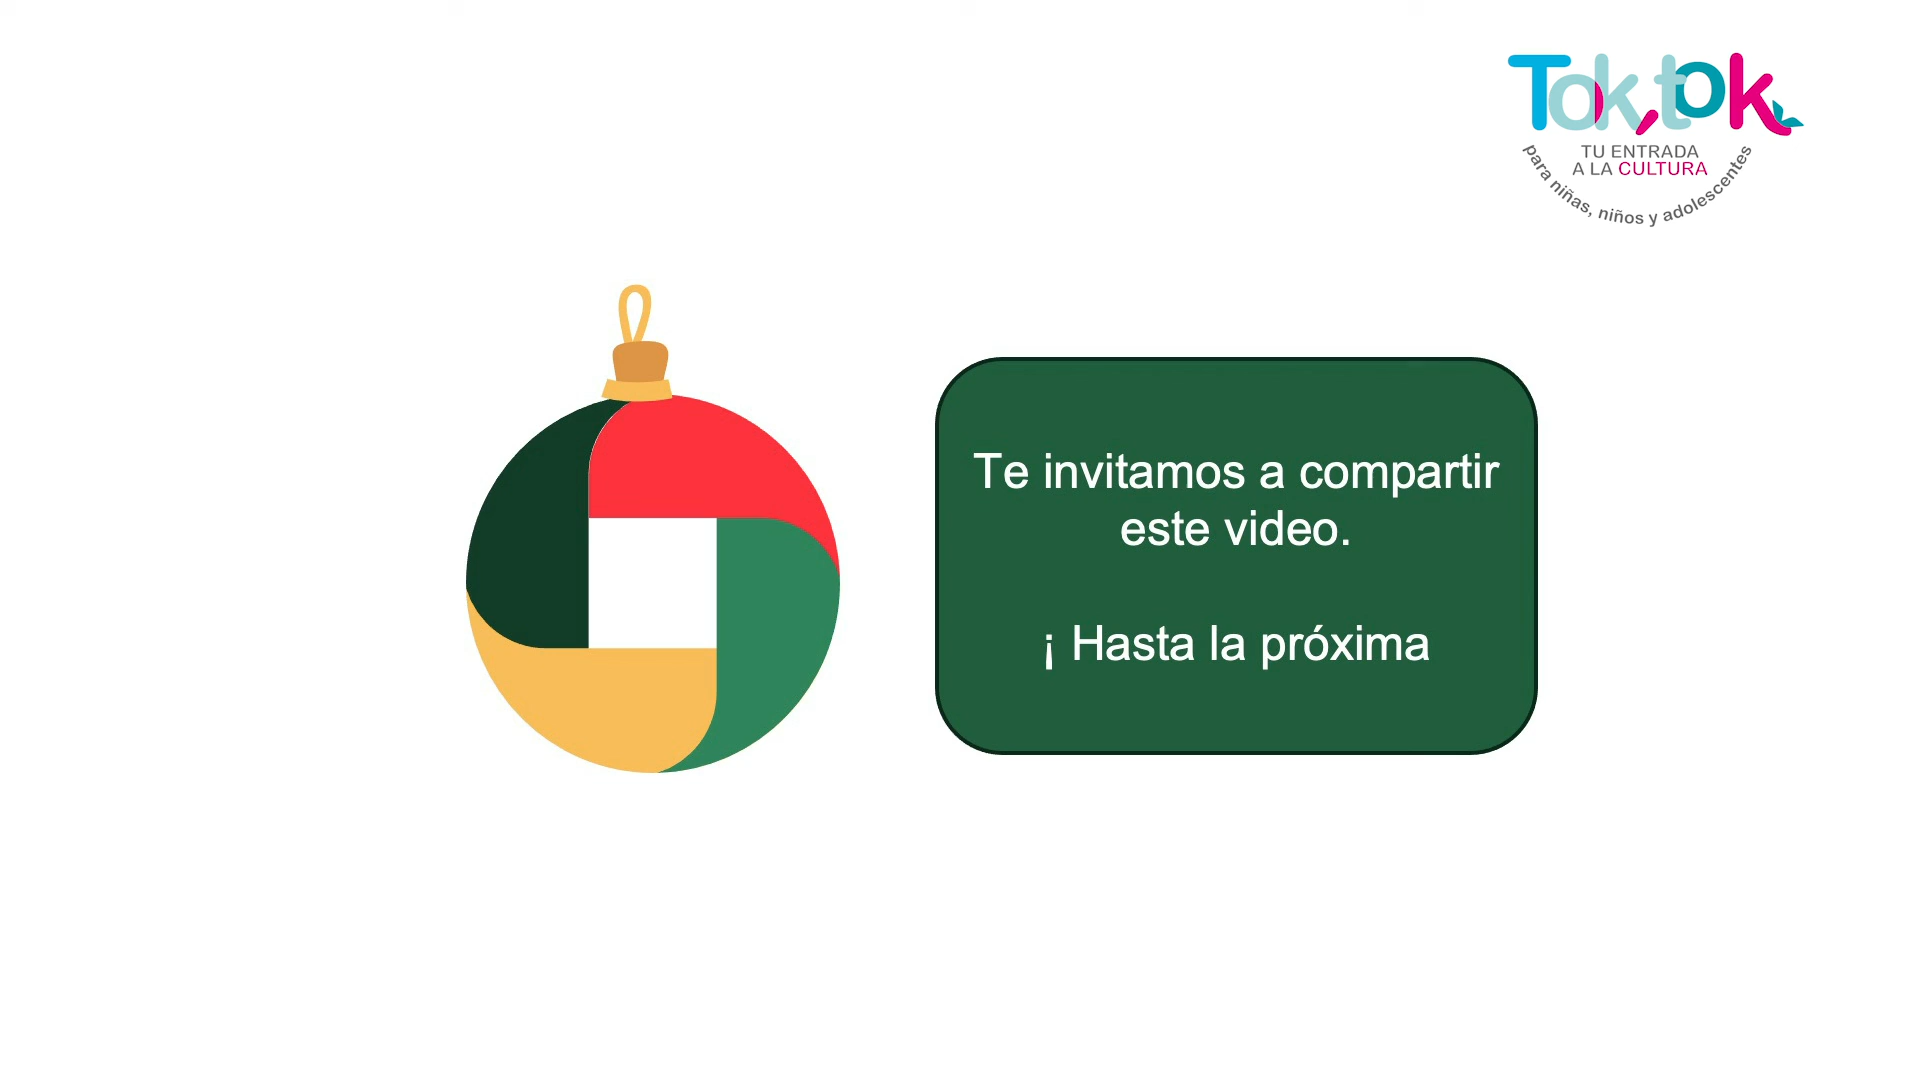 Tok, tok
TU ENTRADA
A LA CULTURA
para niñas, niños y adolescentes
Te invitamos a compartir
este video.
¡ Hasta la próxima